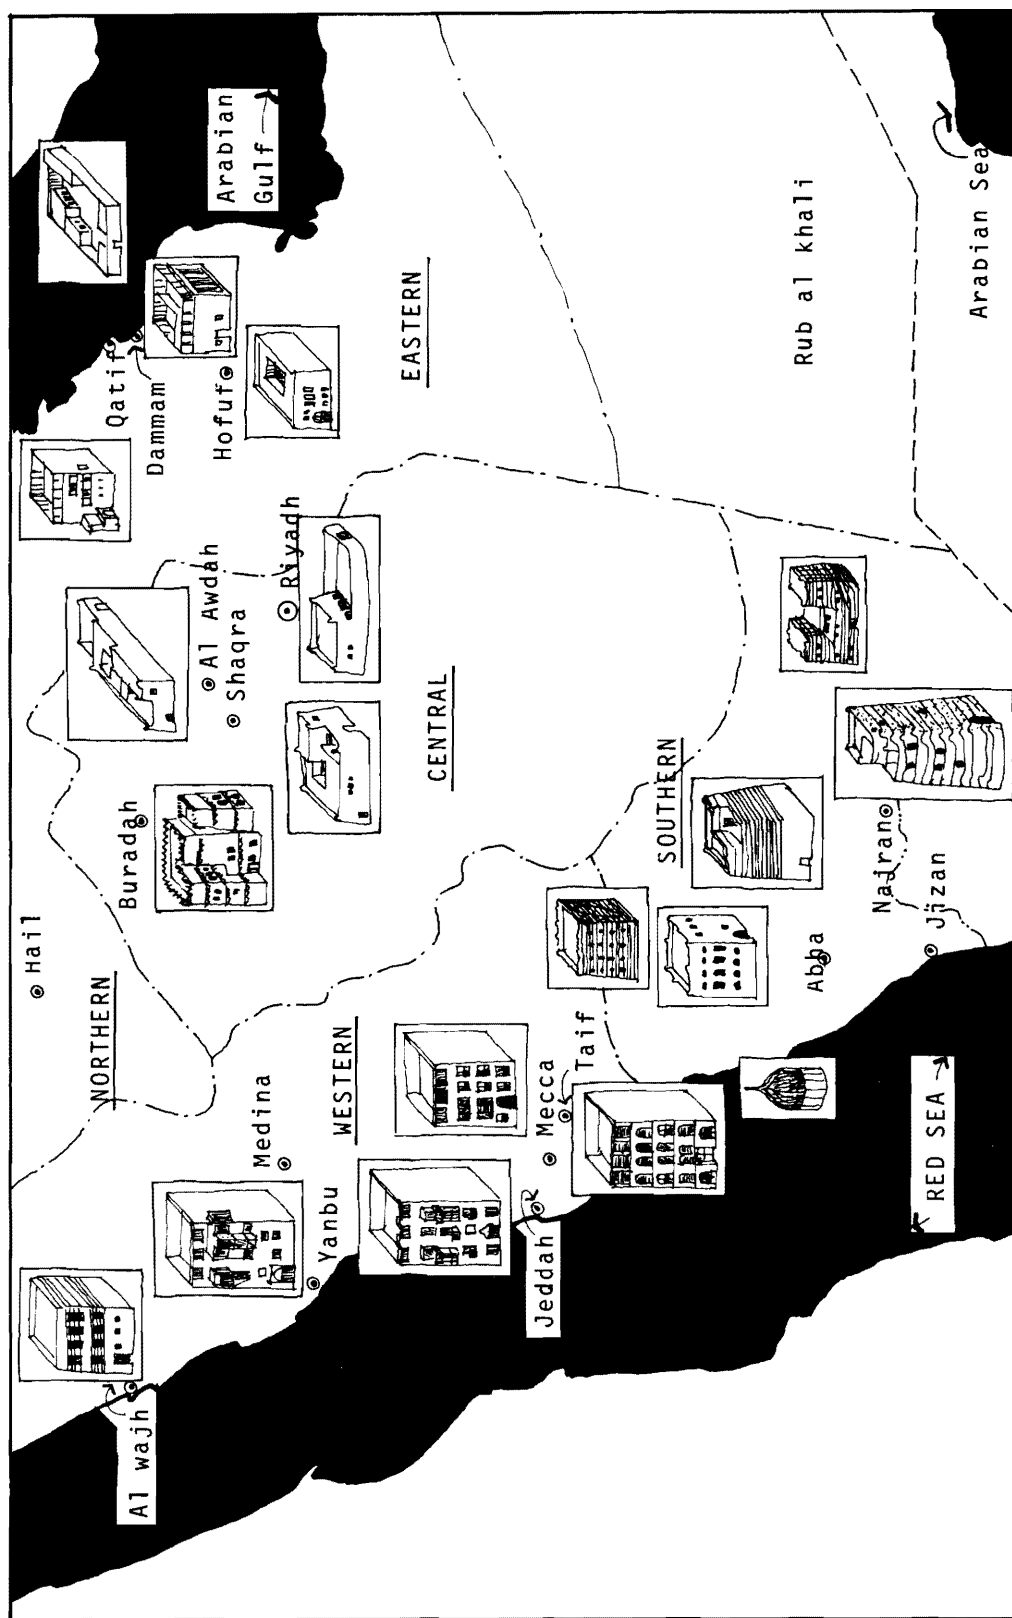 Hail
NORTHERN
Qatif
Buradah
Al wajh
Dammam
Al Awdah
Hofuf
Arabian
Gulf
Shaqra
Medina
Riyadh
Yanbu
WESTERN
EASTERN
CENTRAL
Jeddah
Mecca
Taif
SOUTHERN
Rub al khali
Abha
Najran
RED SEA
Jizan
Arabian Sea